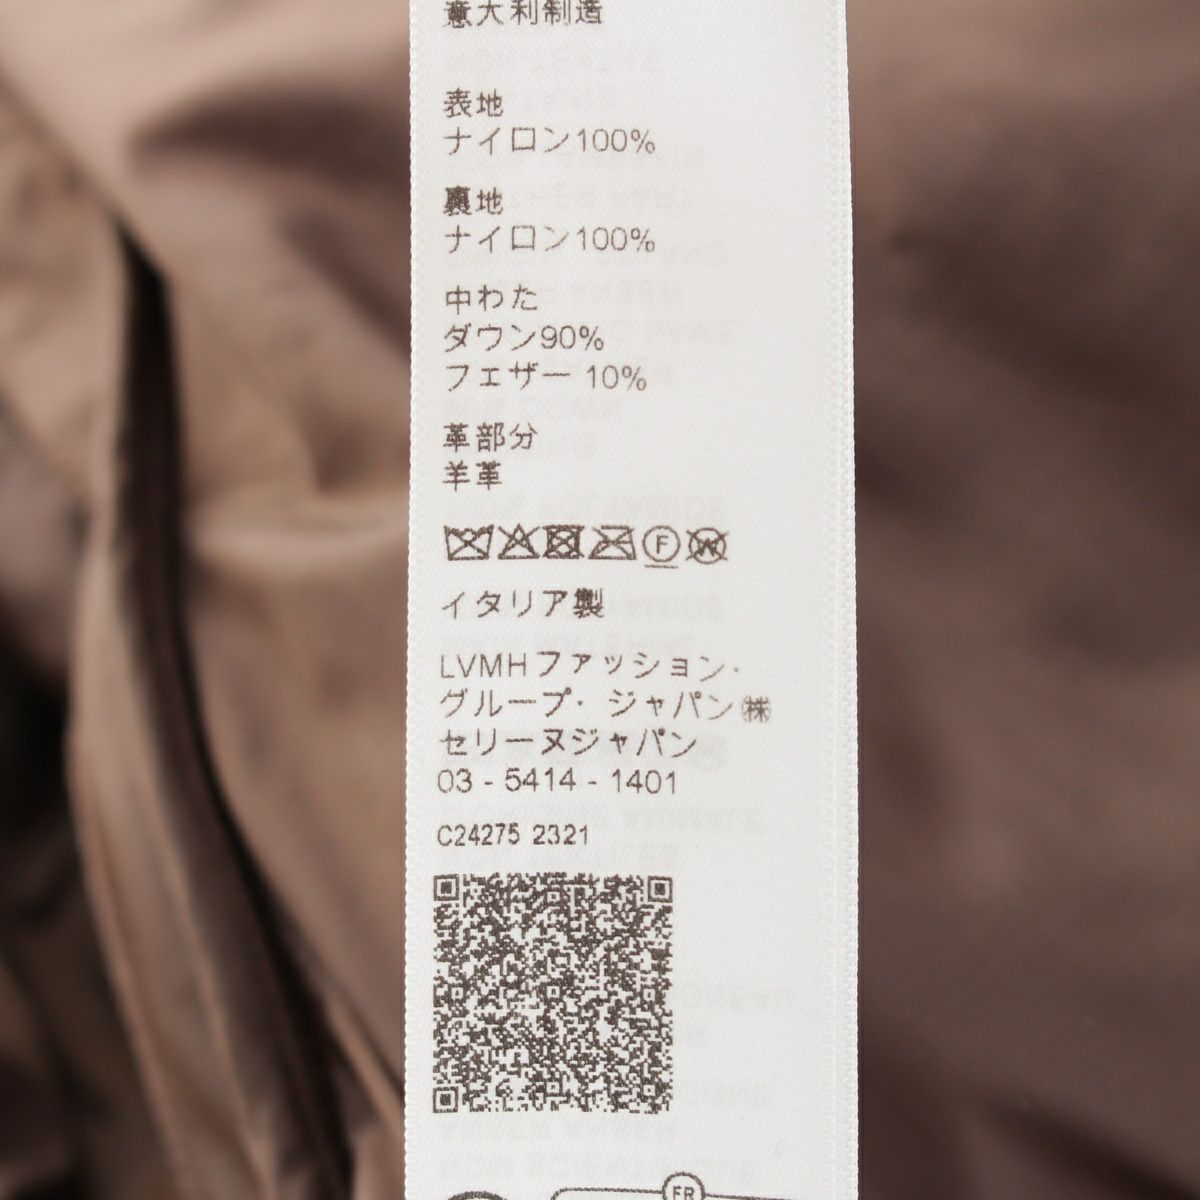 意大利制造
表地
ナイロン100%
裏地
ナイロン100%
中わた
ダウン90%
フェザー 10%
革部分
羊革
F
W
イタリア製
LVMHファッション・
グループ・ジャパン㈱
セリーヌジャパン
03 - 5414 - 1401
C24275 2321
FR